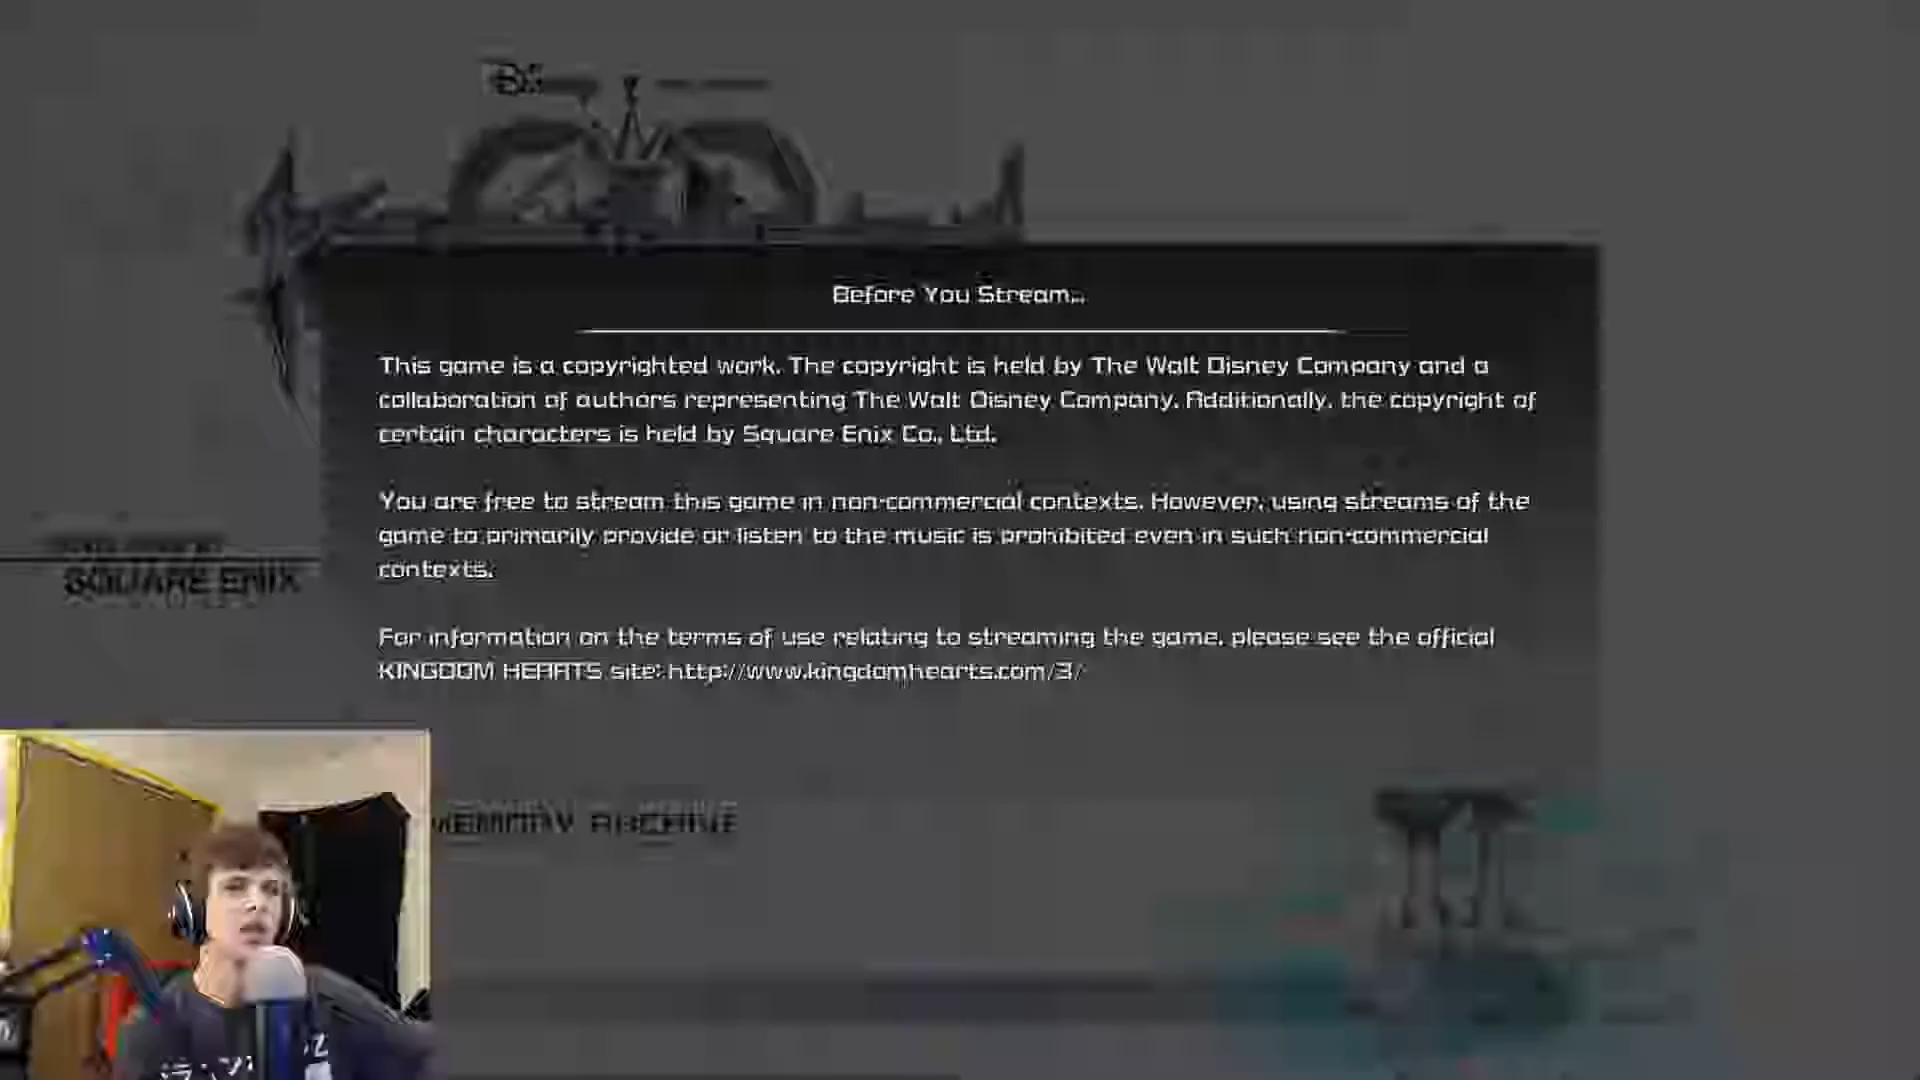 Before You Stream...
This game is a copyrighted work. The copyright is held by The Walt Disney Company and a
collaboration of authors representing The Walt Disney Company. Additionally, the copyright of
certain characters is held by Square Enix Co., Ltd.
You are free to stream this game in non-commercial contexts. However, using streams of the
game to primarily provide or listen to the music is prohibited even in such non-commercial
contexts.
SQUARE ENIX
For information on the terms of use relating to streaming the game, please see the official
KINGDOM HEARTS site: http://www.kingdomhearts.com/3/
MEMORY ARCHIVE